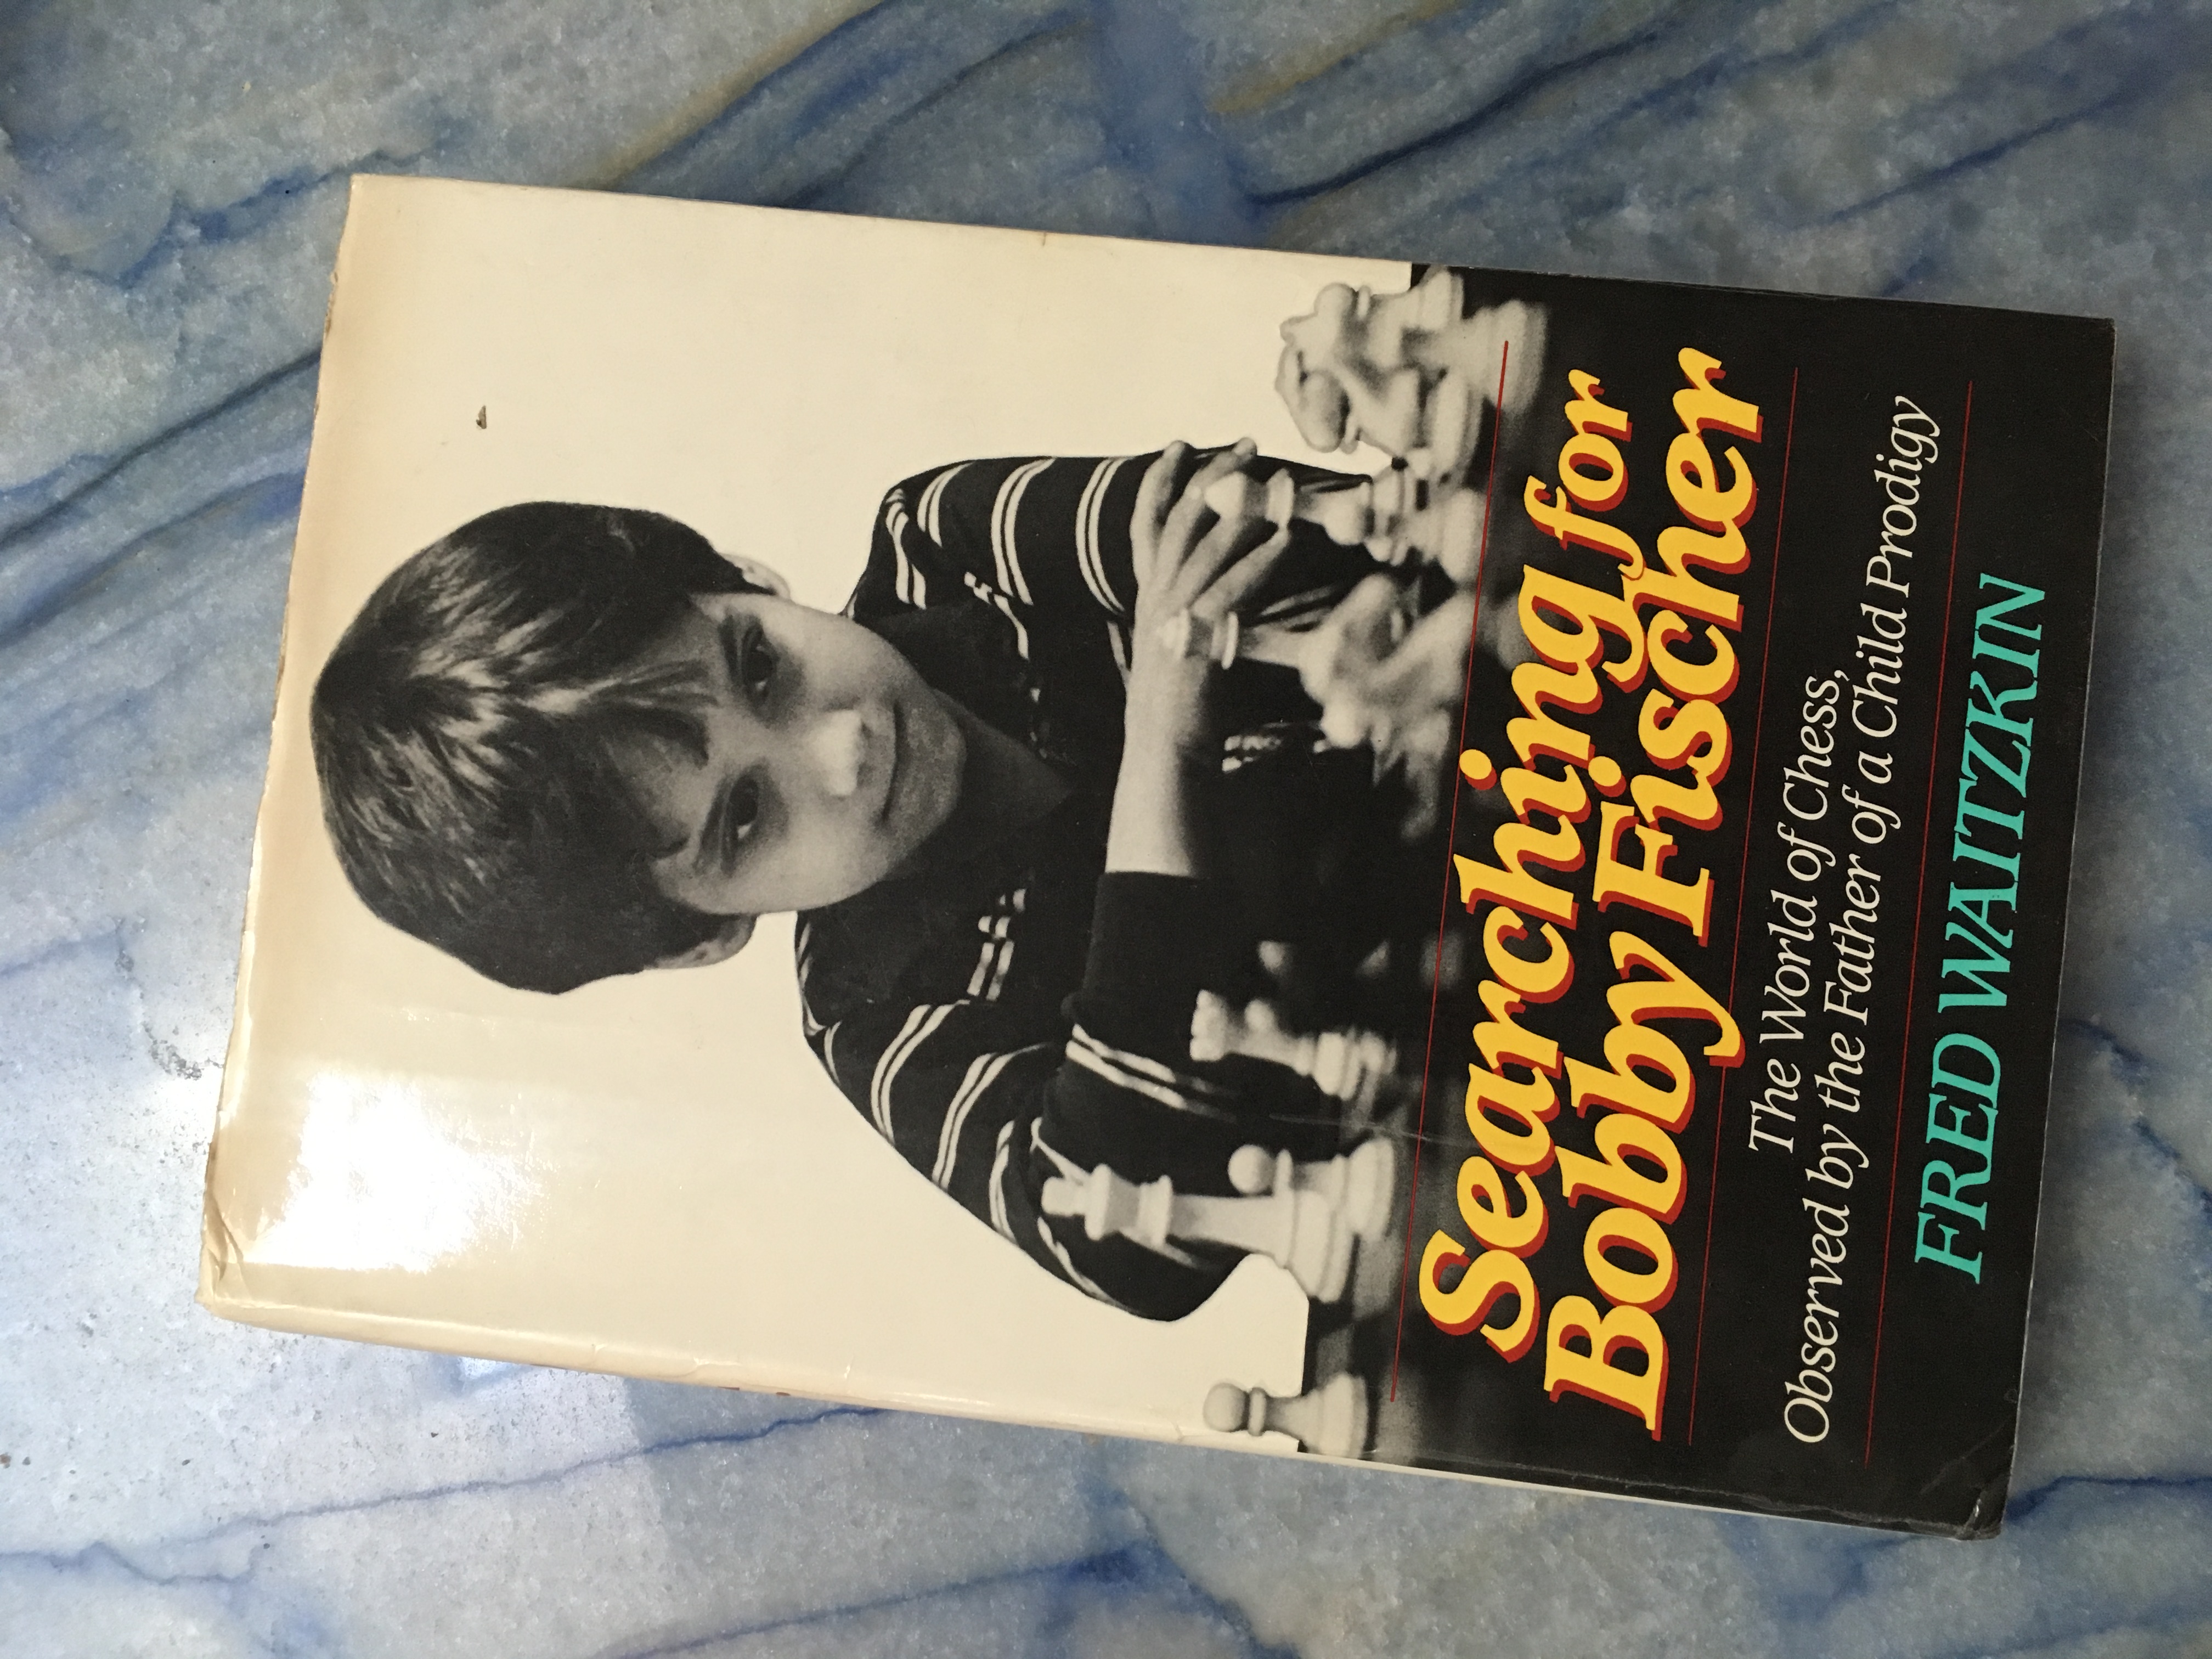 Searching for
Bobby Fischer
The World of Chess,
Observed by the Father of a Child Prodigy
FRED WAITZKIN